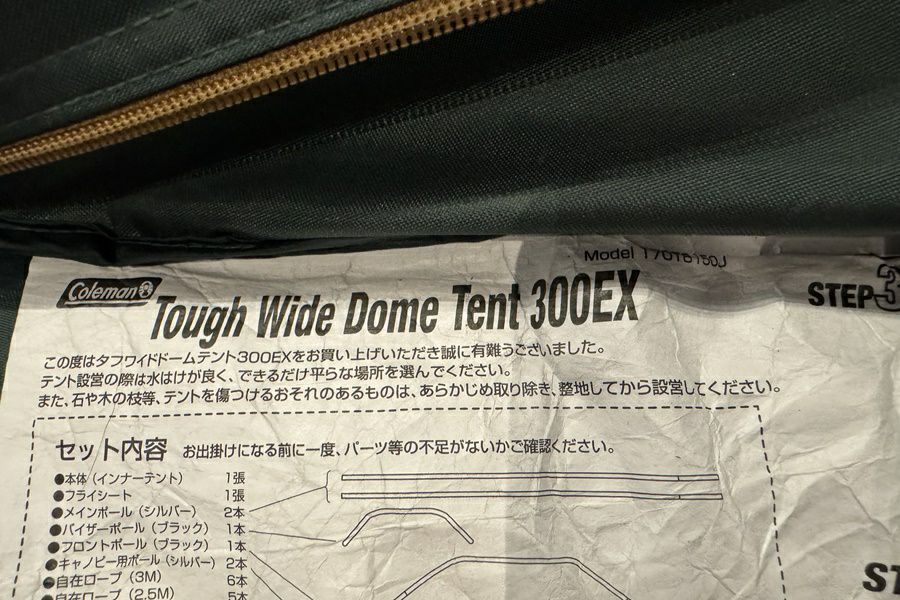 Coleman
Tough Wide Dome Tent 300EX
Model 170T6150J
STEP3
この度はタフワイドドームテント300EXをお買い上げいただき誠に有難うございました。
テント設営の際は水はけが良く、できるだけ平らな場所を選んでください。
また、石や木の枝等、テントを傷つけるおそれのあるものは、あらかじめ取り除き、整地してから設営してください。
セット内容 お出掛けになる前に一度、パーツ等の不足がないかご確認ください。
●本体（インナーテント） 1張
●フライシート 1張
●メインポール（シルバー） 2本
●バイザーポール（ブラック） 1本
●フロントポール（ブラック） 1本
●キャノピー用ポール（シルバー） 2本
●自在ロープ（3M） 6本
●自在ロープ（2.5M） 5本